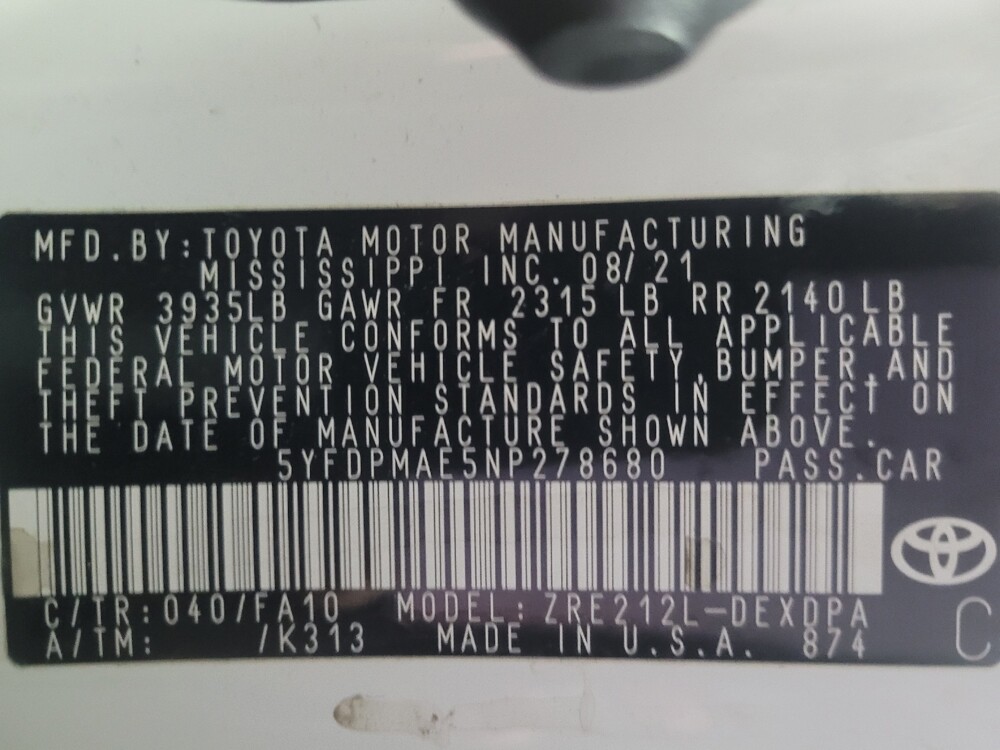 MFD.BY:TOYOTA MOTOR MANUFACTURING
MISSISSIPPI, INC. 08/21
GVWR 3935LB GAWR FR 2315 LB RR 2140 LB
THIS VEHICLE CONFORMS TO ALL APPLICABLE
FEDERAL MOTOR VEHICLE SAFETY,BUMPER,AND
THEFT PREVENTION STANDARDS IN EFFECT ON
THE DATE OF MANUFACTURE SHOWN ABOVE.
5YFDPMAE5NP278680 PASS.CAR
C/TR:040/FA10 MODEL: ZRE212L-DEXDPA
A/TM: /K313 MADE IN U.S.A. 874 C